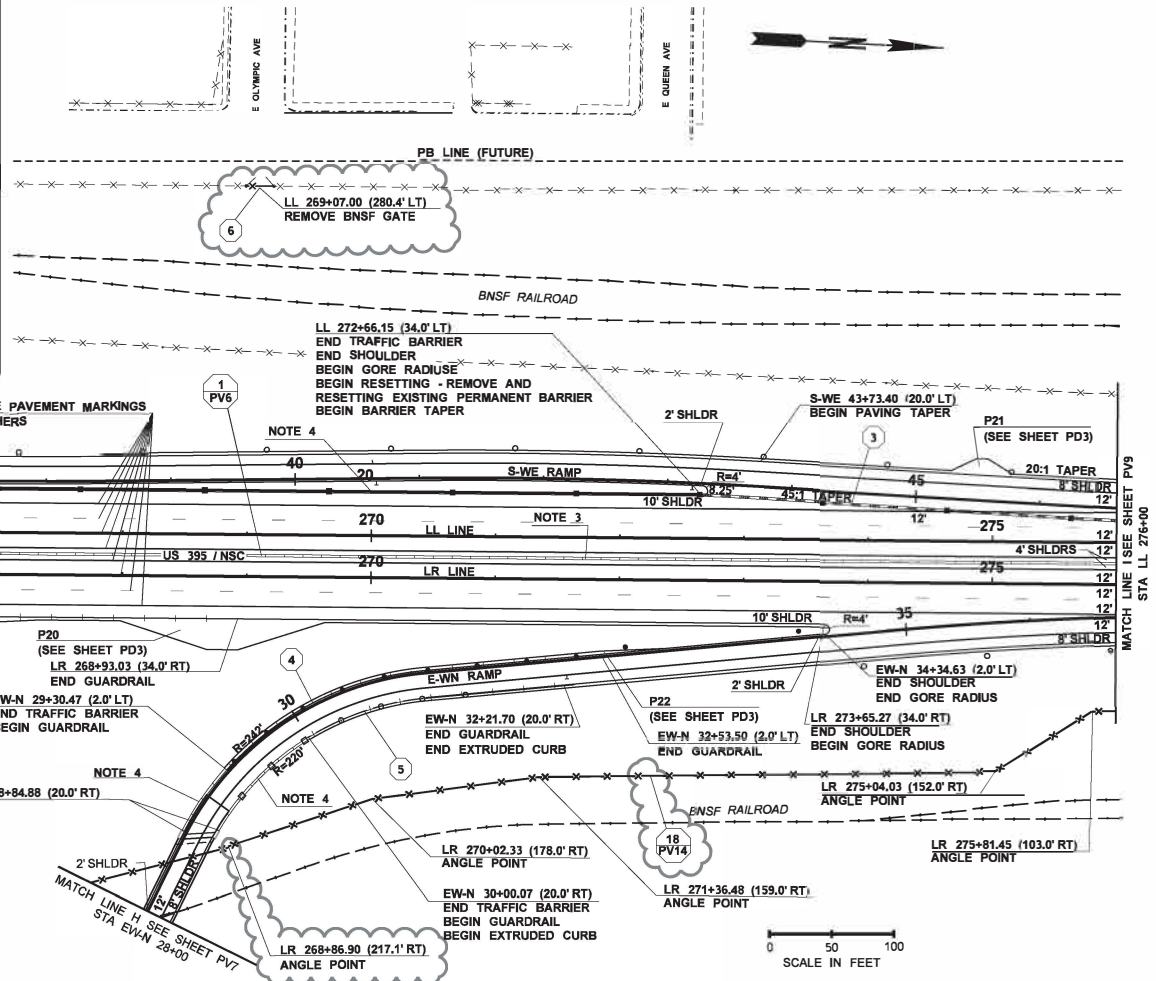 E OLYMPIC AVE
E QUEEN AVE
N
PB LINE (FUTURE)
LL 269+07.00 (280.4' LT)
REMOVE BNSF GATE
6
BNSF RAILROAD
LL 272+66.15 (34.0' LT)
END TRAFFIC BARRIER
END SHOULDER
BEGIN GORE RADIUSE
BEGIN RESETTING - REMOVE AND
RESETTING EXISTING PERMANENT BARRIER
BEGIN BARRIER TAPER
1
PV6
PAVEMENT MARKINGS
HERS
NOTE 4
2' SHLDR
S-WE 43+73.40 (20.0' LT)
BEGIN PAVING TAPER
3
P21
(SEE SHEET PD3)
40
20
S-WE RAMP
R=4'
8.25'
45:1 TAPER
45
20:1 TAPER
8' SHLDR
12'
10' SHLDR
12'
270
LL LINE
NOTE 3
275
12'
12'
4' SHLDRS
US 395 / NSC
270
LR LINE
275
12'
12'
12'
12'
8' SHLDR
MATCH LINE I SEE SHEET PV9
STA LL 276+00
10' SHLDR
R=4'
35
P20
(SEE SHEET PD3)
LR 268+93.03 (34.0' RT)
END GUARDRAIL
4
30
E-WN RAMP
2' SHLDR
EW-N 34+34.63 (2.0' LT)
END SHOULDER
END GORE RADIUS
W-N 29+30.47 (2.0' LT)
ND TRAFFIC BARRIER
EGIN GUARDRAIL
R=242'
R=220'
EW-N 32+21.70 (20.0' RT)
END GUARDRAIL
END EXTRUDED CURB
P22
(SEE SHEET PD3)
EW-N 32+53.50 (2.0' LT)
END GUARDRAIL
LR 273+65.27 (34.0' RT)
END SHOULDER
BEGIN GORE RADIUS
5
NOTE 4
8+84.88 (20.0' RT)
NOTE 4
LR 275+04.03 (152.0' RT)
ANGLE POINT
BNSF RAILROAD
18
PV14
LR 270+02.33 (178.0' RT)
ANGLE POINT
LR 275+81.45 (103.0' RT)
ANGLE POINT
2' SHLDR
12'
8' SHLDR
MATCH LINE H SEE SHEET PV7
STA EW-N 28+00
LR 271+36.48 (159.0' RT)
ANGLE POINT
EW-N 30+00.07 (20.0' RT)
END TRAFFIC BARRIER
BEGIN GUARDRAIL
BEGIN EXTRUDED CURB
LR 268+86.90 (217.1' RT)
ANGLE POINT
0 50 100
SCALE IN FEET